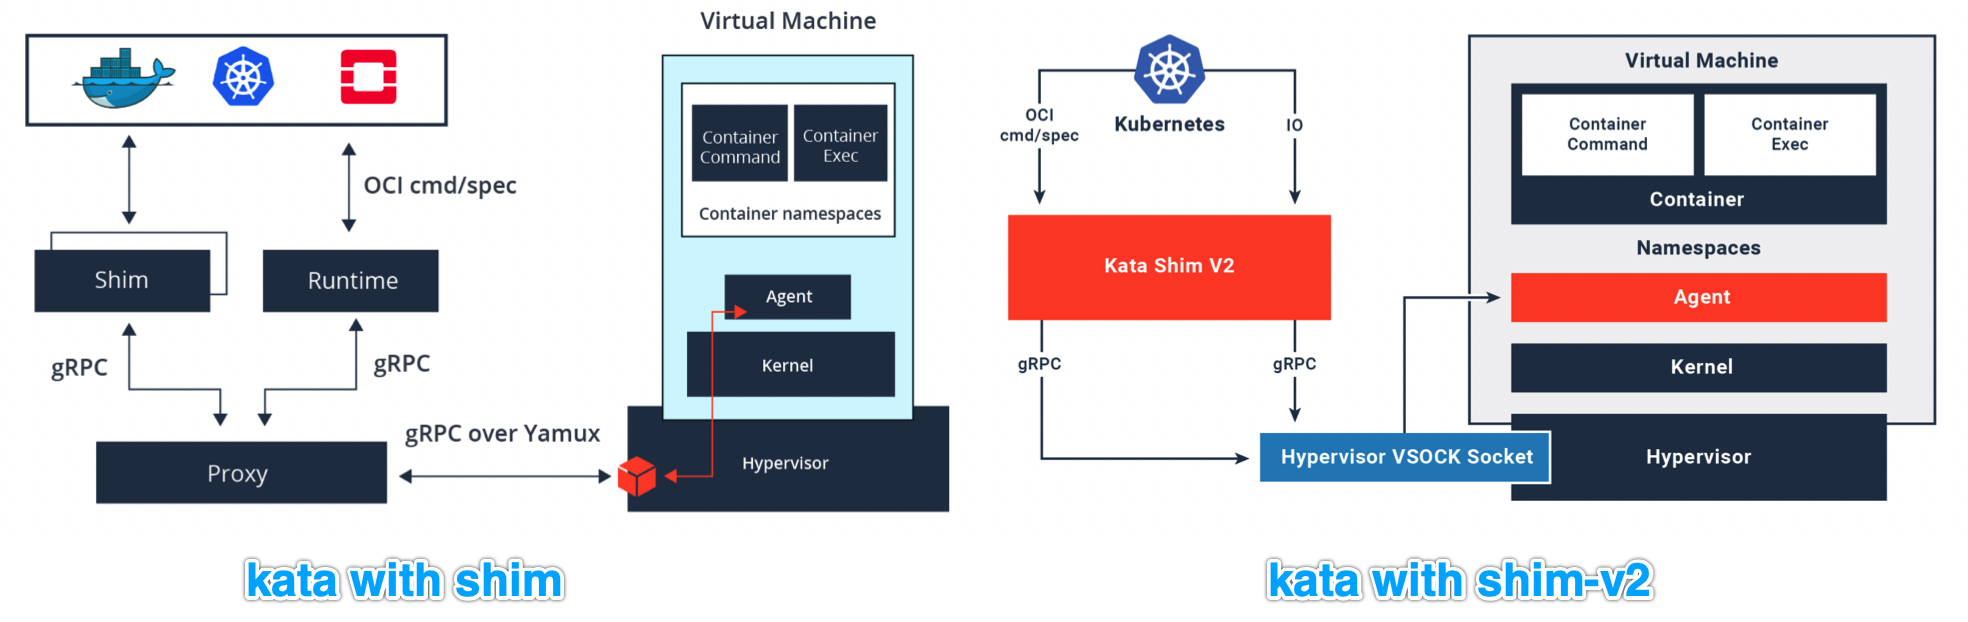 Virtual Machine
Container
Command
Container
Exec
Container namespaces
OCI cmd/spec
Shim
Runtime
Agent
gRPC
gRPC
Kernel
gRPC over Yamux
Proxy
Hypervisor
kata with shim
Kubernetes
OCI
cmd/spec
IO
Kata Shim V2
gRPC
gRPC
Hypervisor VSOCK Socket
Virtual Machine
Container
Command
Container
Exec
Container
Namespaces
Agent
Kernel
Hypervisor
kata with shim-v2